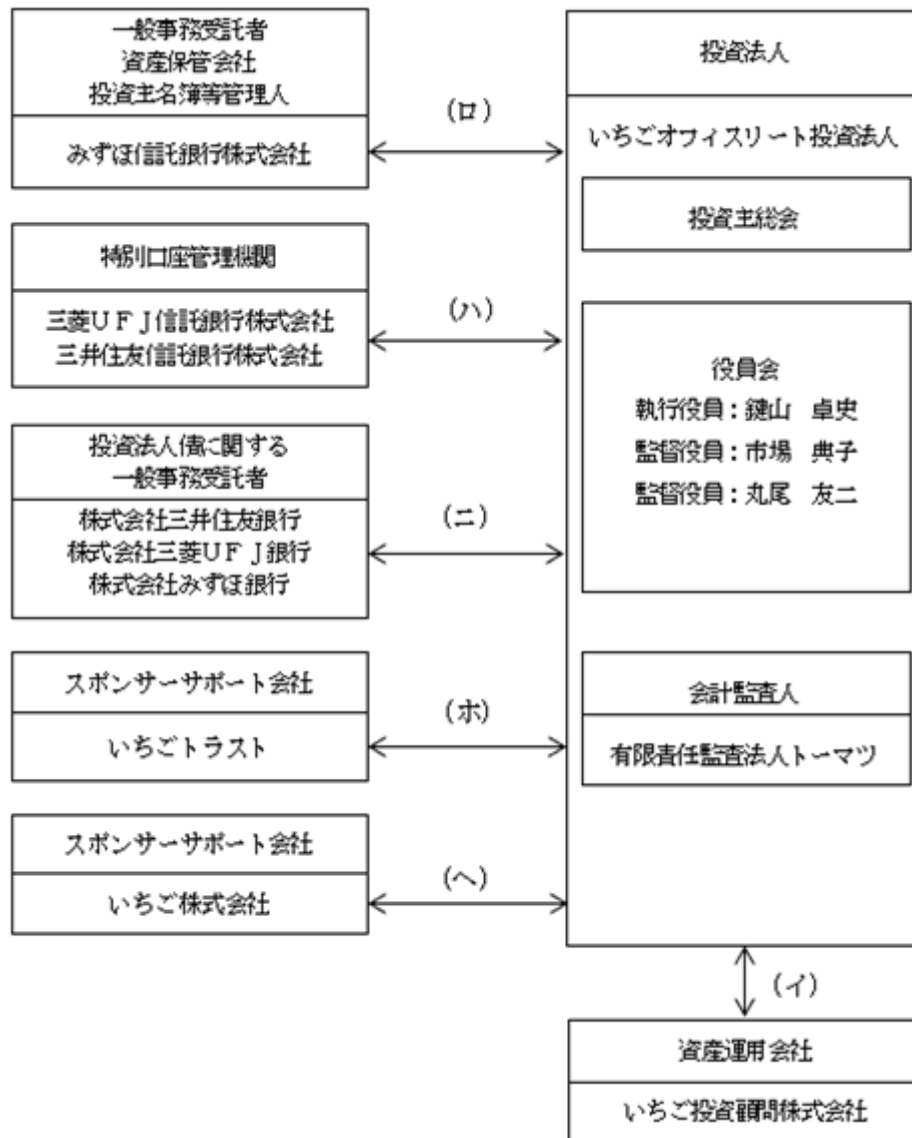 一般事務受託者
資産保管会社
投資主名簿等管理人
みずほ信託銀行株式会社
(ロ)
特別口座管理機関
三菱UFJ信託銀行株式会社
三井住友信託銀行株式会社
(ハ)
投資法人債に関する
一般事務受託者
株式会社三井住友銀行
株式会社三菱UFJ銀行
株式会社みずほ銀行
(ニ)
スポンサーサポート会社
いちごトラスト
(ホ)
スポンサーサポート会社
いちご株式会社
(ヘ)
投資法人
いちごオフィスリート投資法人
投資主総会
役員会
執行役員:鍵山 卓史
監督役員:市場 典子
監督役員:丸尾 友二
会計監査人
有限責任監査法人トーマツ
(イ)
資産運用会社
いちご投資顧問株式会社